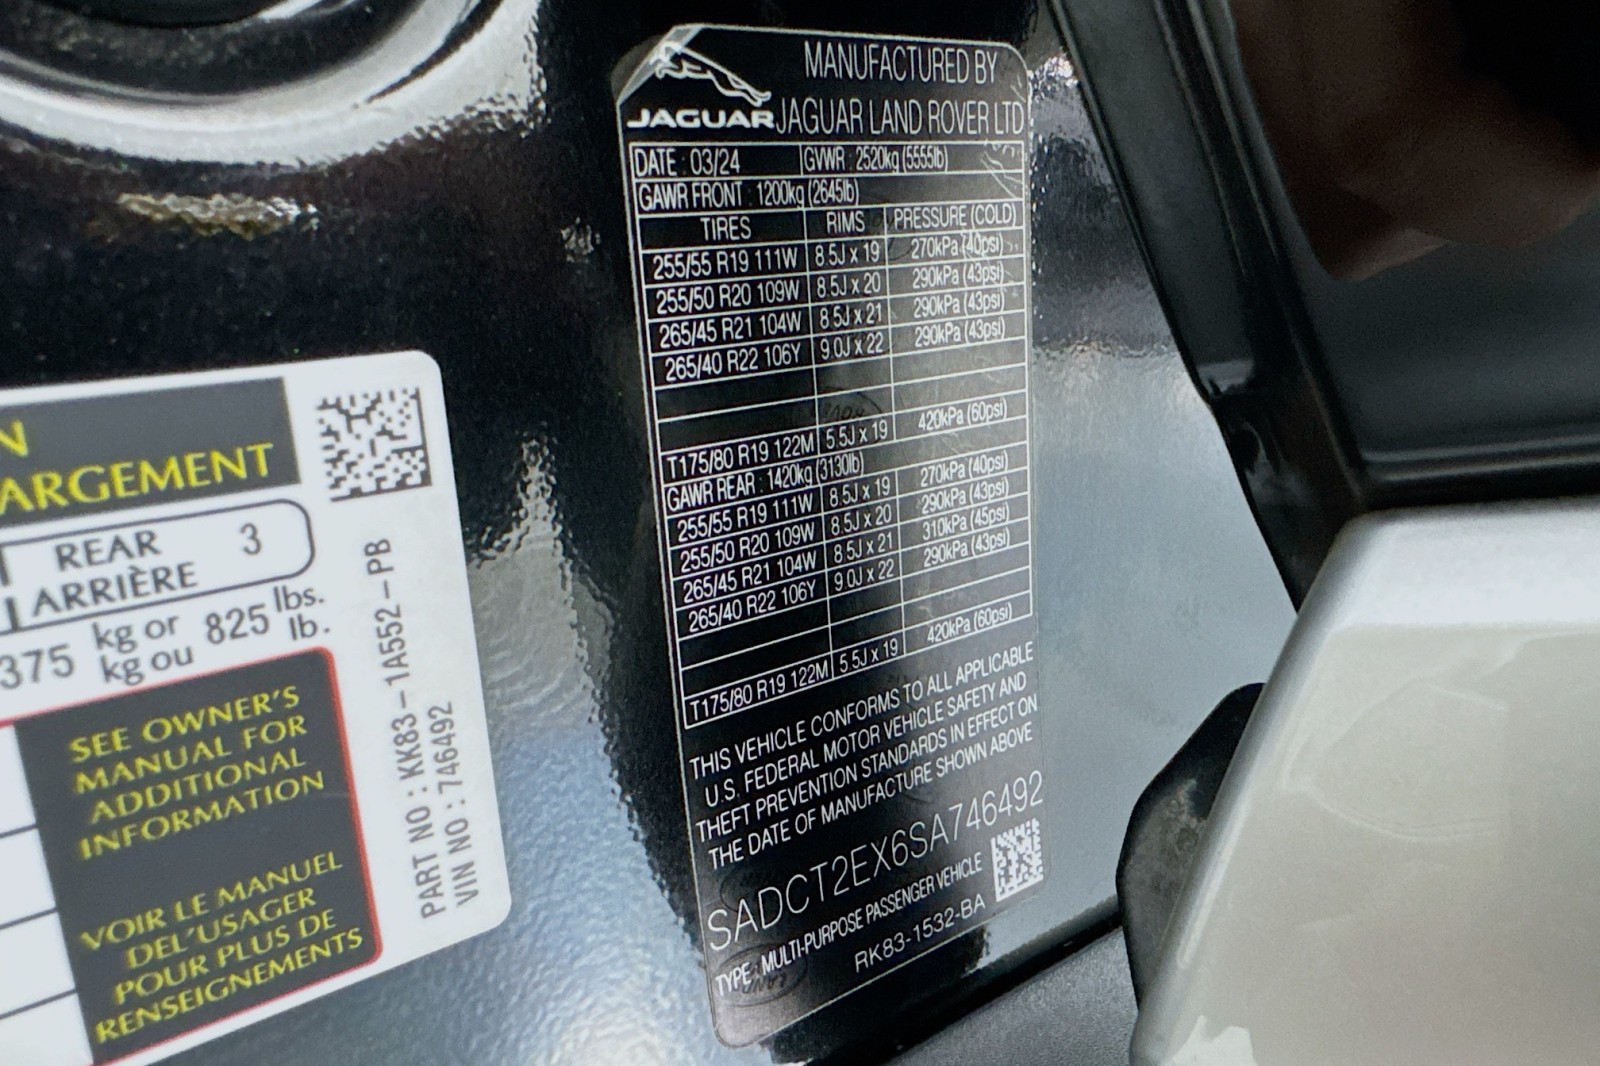 N
ARGEMENT
REAR 3
ARRIÈRE
375 kg or 825 lbs.
kg ou lb.
SEE OWNER'S
MANUAL FOR
ADDITIONAL
INFORMATION
VOIR LE MANUEL
DEL'USAGER
POUR PLUS DE
RENSEIGNEMENTS
PART NO : KK83-1A552-PB
VIN NO : 746492
MANUFACTURED BY
JAGUAR JAGUAR LAND ROVER LTD
DATE : 03/24 GVWR : 2520kg (5555lb)
GAWR FRONT : 1200kg (2645lb)
TIRES RIMS PRESSURE (COLD)
255/55 R19 111W 8.5J x 19 270kPa (40psi)
255/50 R20 109W 8.5J x 20 290kPa (43psi)
265/45 R21 104W 8.5J x 21 290kPa (43psi)
265/40 R22 106Y 9.0J x 22 290kPa (43psi)
T175/80 R19 122M 5.5J x 19 420kPa (60psi)
GAWR REAR : 1420kg (3130lb)
255/55 R19 111W 8.5J x 19 270kPa (40psi)
255/50 R20 109W 8.5J x 20 290kPa (43psi)
265/45 R21 104W 8.5J x 21 310kPa (45psi)
265/40 R22 106Y 9.0J x 22 290kPa (43psi)
T175/80 R19 122M 5.5J x 19 420kPa (60psi)
THIS VEHICLE CONFORMS TO ALL APPLICABLE
U.S. FEDERAL MOTOR VEHICLE SAFETY AND
THEFT PREVENTION STANDARDS IN EFFECT ON
THE DATE OF MANUFACTURE SHOWN ABOVE
SADCT2EX6SA746492
TYPE : MULTI-PURPOSE PASSENGER VEHICLE
RK83-1532-BA